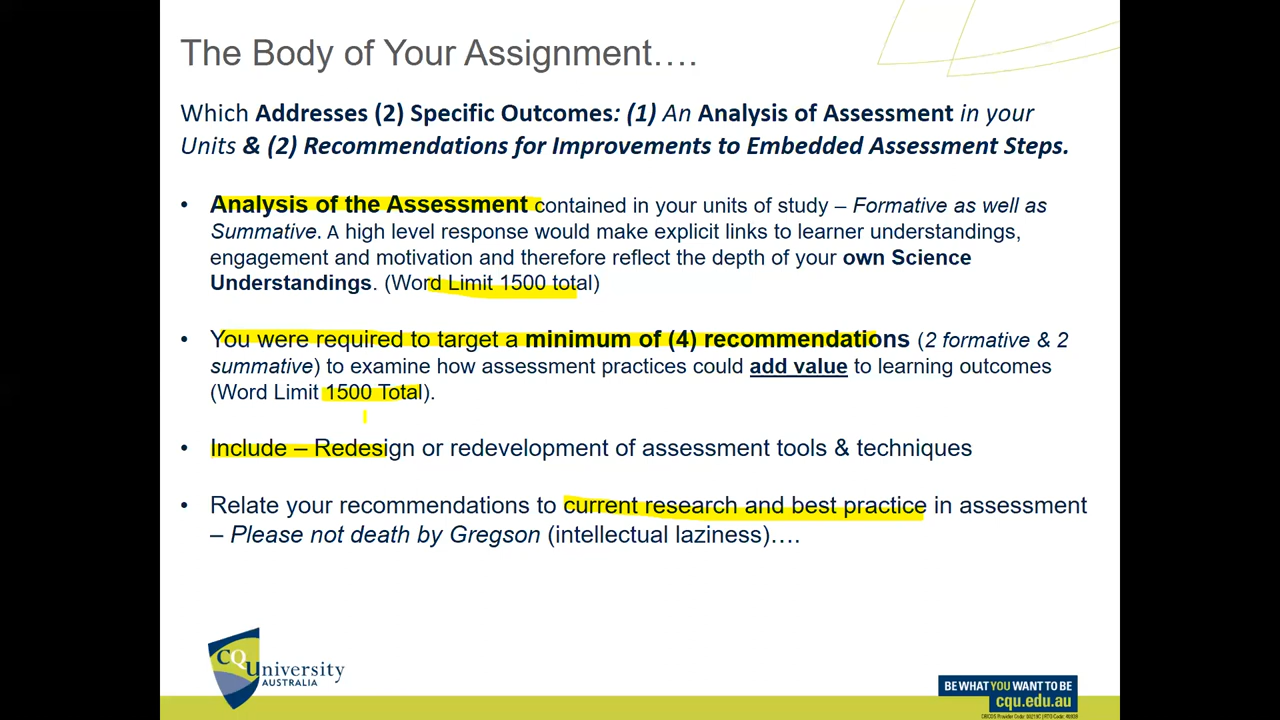 The Body of Your Assignment….
Which Addresses (2) Specific Outcomes: (1) An Analysis of Assessment in your
Units & (2) Recommendations for Improvements to Embedded Assessment Steps.
• Analysis of the Assessment contained in your units of study – Formative as well as
Summative. A high level response would make explicit links to learner understandings,
engagement and motivation and therefore reflect the depth of your own Science
Understandings. (Word Limit 1500 total)
• You were required to target a minimum of (4) recommendations (2 formative & 2
summative) to examine how assessment practices could add value to learning outcomes
(Word Limit 1500 Total).
• Include – Redesign or redevelopment of assessment tools & techniques
• Relate your recommendations to current research and best practice in assessment
– Please not death by Gregson (intellectual laziness)….
CQUniversity
AUSTRALIA
BE WHAT YOU WANT TO BE
cqu.edu.au